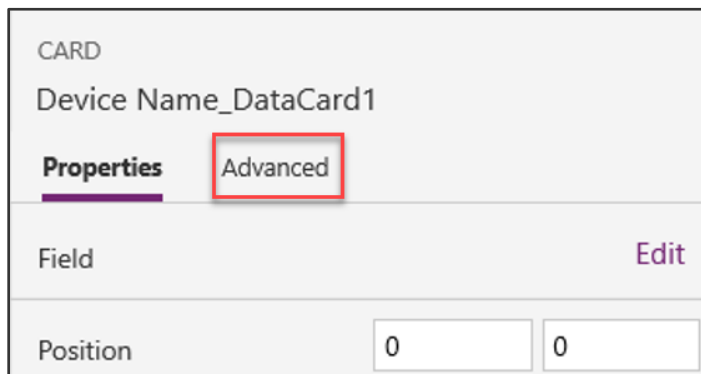 CARD
Device Name_DataCard1
Properties Advanced
Field Edit
Position 0 0